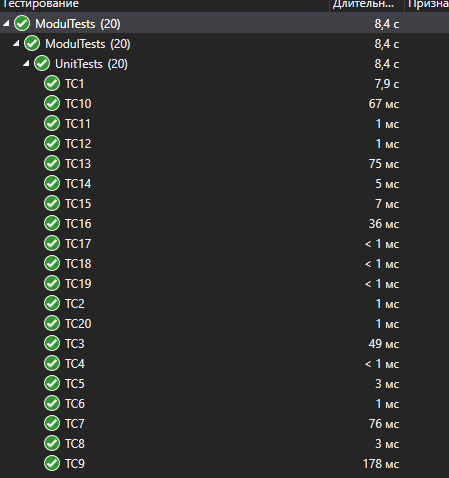 Тестирование Длительн... Призна
ModulTests (20) 8,4 с
ModulTests (20) 8,4 с
UnitTests (20) 8,4 с
TC1 7,9 с
TC10 67 мс
TC11 1 мс
TC12 1 мс
TC13 75 мс
TC14 5 мс
TC15 7 мс
TC16 36 мс
TC17 < 1 мс
TC18 < 1 мс
TC19 < 1 мс
TC2 1 мс
TC20 1 мс
TC3 49 мс
TC4 < 1 мс
TC5 3 мс
TC6 1 мс
TC7 76 мс
TC8 3 мс
TC9 178 мс